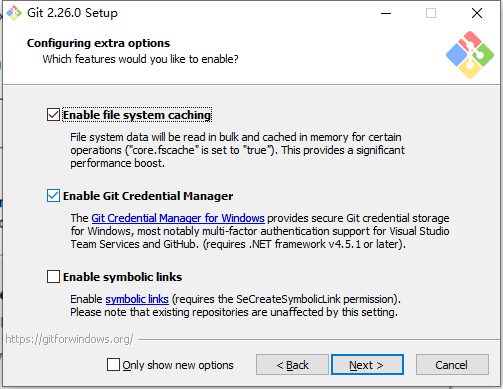 Git 2.26.0 Setup
Configuring extra options
Which features would you like to enable?
Enable file system caching
File system data will be read in bulk and cached in memory for certain
operations ("core.fscache" is set to "true"). This provides a significant
performance boost.
Enable Git Credential Manager
The Git Credential Manager for Windows provides secure Git credential storage
for Windows, most notably multi-factor authentication support for Visual Studio
Team Services and GitHub. (requires .NET framework v4.5.1 or later).
Enable symbolic links
Enable symbolic links (requires the SeCreateSymbolicLink permission).
Please note that existing repositories are unaffected by this setting.
https://gitforwindows.org/
Only show new options < Back Next > Cancel